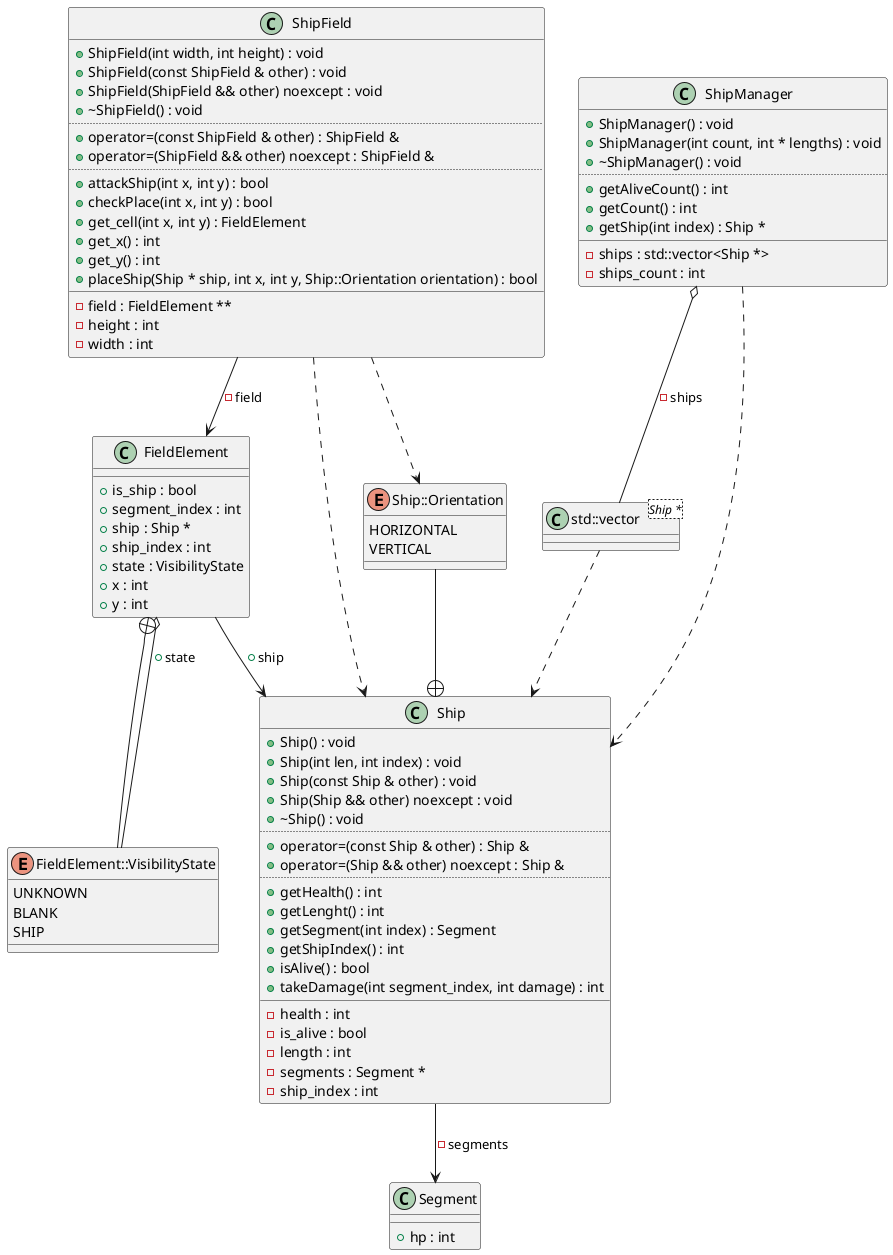 ShipField
ShipField(int width, int height) : void
ShipField(const ShipField & other) : void
ShipField(ShipField && other) noexcept : void
~ShipField() : void
operator=(const ShipField & other) : ShipField &
operator=(ShipField && other) noexcept : ShipField &
attackShip(int x, int y) : bool
checkPlace(int x, int y) : bool
get_cell(int x, int y) : FieldElement
get_x() : int
get_y() : int
placeShip(Ship * ship, int x, int y, Ship::Orientation orientation) : bool
field : FieldElement **
height : int
width : int
C ShipManager
ShipManager() : void
ShipManager(int count, int * lengths) : void
~ShipManager() : void
getAliveCount() : int
getCount() : int
getShip(int index) : Ship *
ships : std::vector<Ship *>
ships_count : int
field
ships
C FieldElement
is_ship : bool
segment_index : int
ship : Ship *
ship_index : int
state : VisibilityState
x : int
y : int
E Ship::Orientation
HORIZONTAL
VERTICAL
C std::vector
Ship *
state
ship
C Ship
Ship() : void
Ship(int len, int index) : void
Ship(const Ship & other) : void
Ship(Ship && other) noexcept : void
~Ship() : void
operator=(const Ship & other) : Ship &
operator=(Ship && other) noexcept : Ship &
getHealth() : int
getLenght() : int
getSegment(int index) : Segment
getShipIndex() : int
isAlive() : bool
takeDamage(int segment_index, int damage) : int
health : int
is_alive : bool
length : int
segments : Segment *
ship_index : int
E FieldElement::VisibilityState
UNKNOWN
BLANK
SHIP
segments
C Segment
hp : int